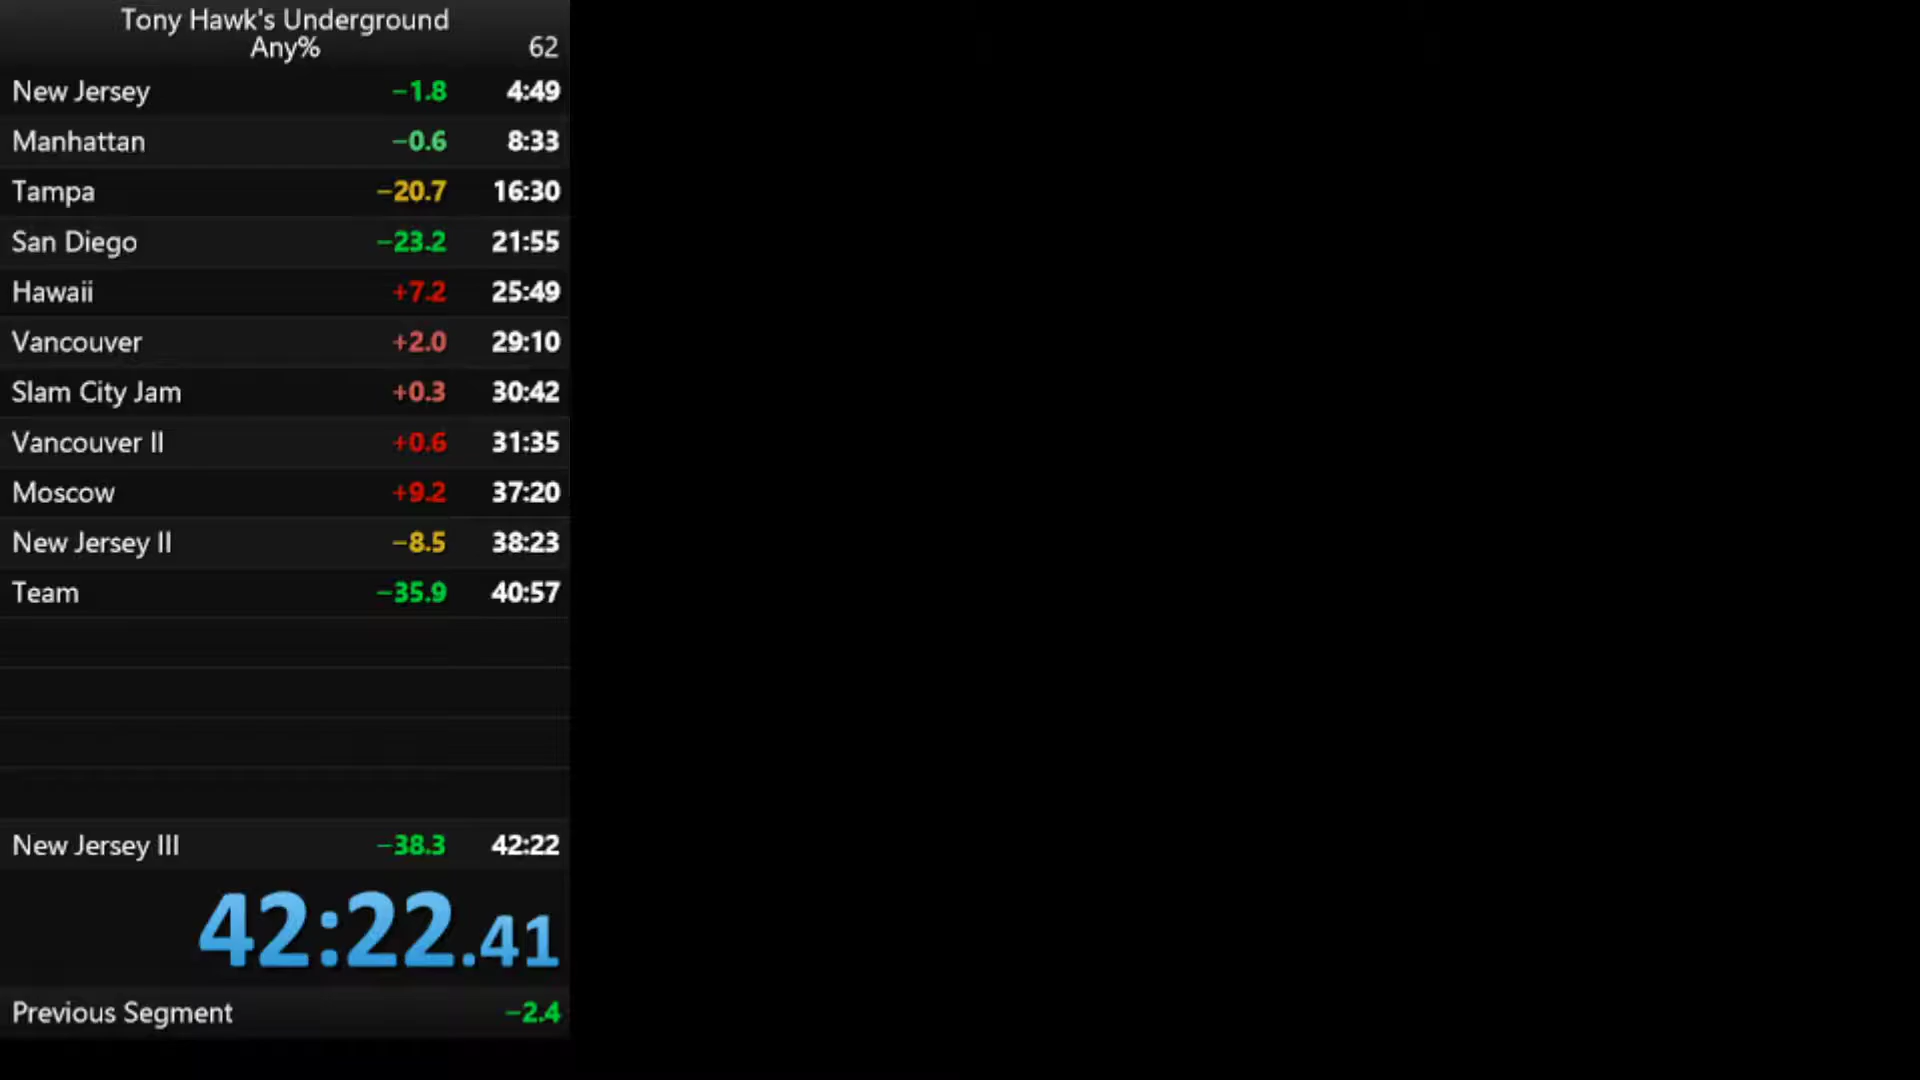 Tony Hawk's Underground
Any% 62
New Jersey −1.8 4:49
Manhattan −0.6 8:33
Tampa −20.7 16:30
San Diego −23.2 21:55
Hawaii +7.2 25:49
Vancouver +2.0 29:10
Slam City Jam +0.3 30:42
Vancouver II +0.6 31:35
Moscow +9.2 37:20
New Jersey II −8.5 38:23
Team −35.9 40:57
New Jersey III −38.3 42:22
42:22.41
Previous Segment −2.4